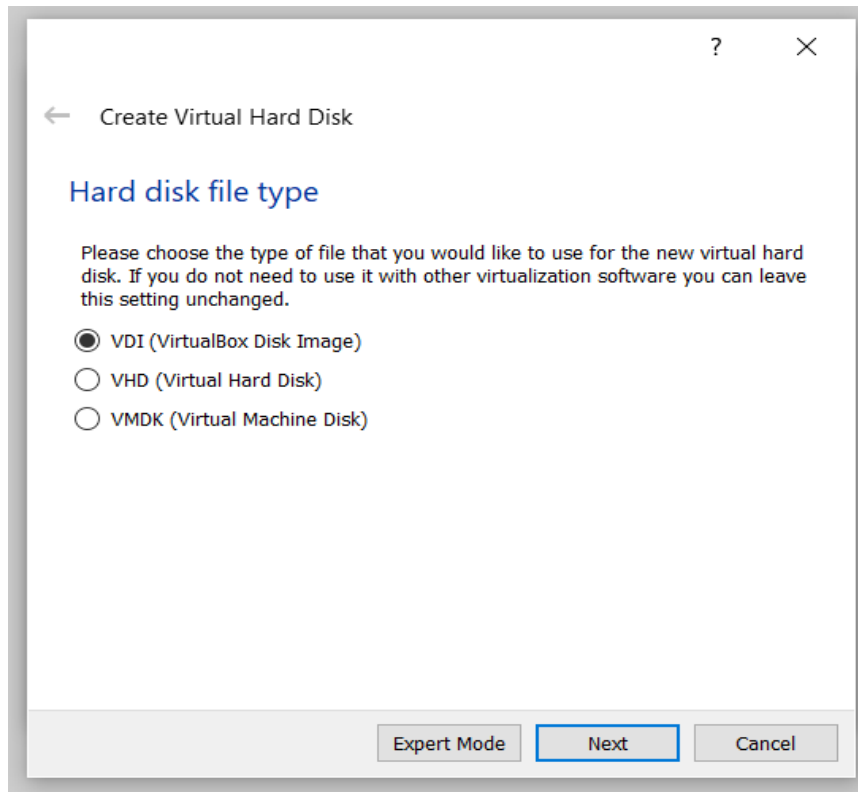 ?
Create Virtual Hard Disk
Hard disk file type
Please choose the type of file that you would like to use for the new virtual hard
disk. If you do not need to use it with other virtualization software you can leave
this setting unchanged.
VDI (VirtualBox Disk Image)
VHD (Virtual Hard Disk)
VMDK (Virtual Machine Disk)
Expert Mode Next Cancel